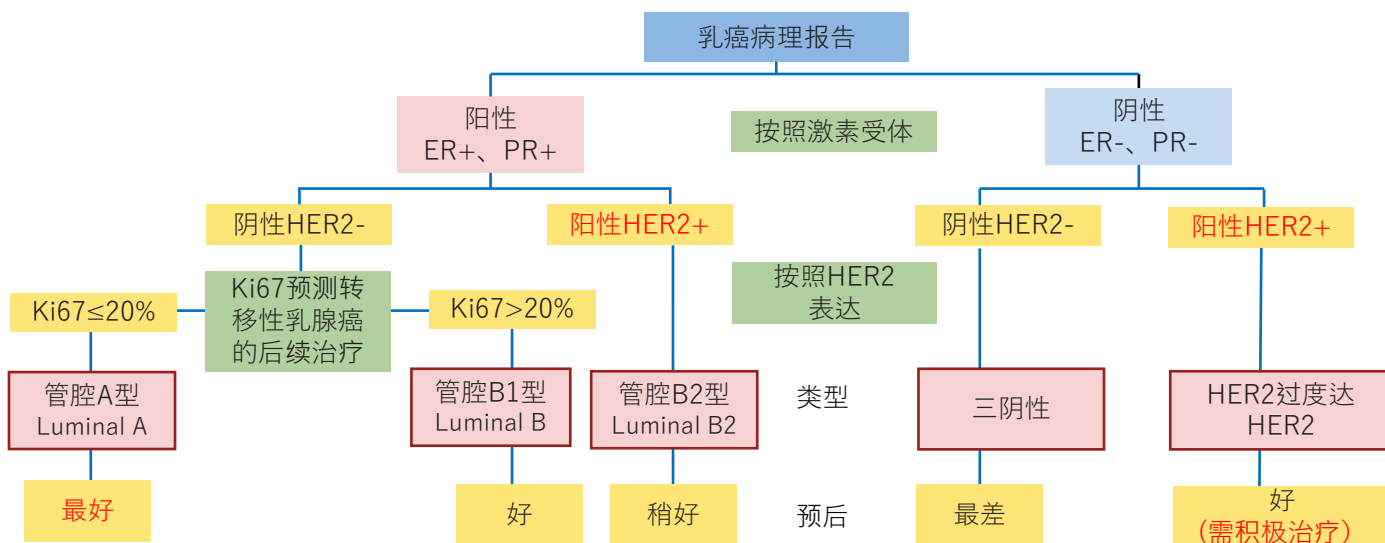 乳癌病理报告
阳性
ER+、PR+
按照激素受体
阴性
ER-、PR-
阴性HER2-
阳性HER2+
阴性HER2-
阳性HER2+
Ki67≤20%
Ki67预测转
移性乳腺癌
的后续治疗
Ki67>20%
按照HER2
表达
管腔A型
Luminal A
管腔B1型
Luminal B
管腔B2型
Luminal B2
类型
三阴性
HER2过度达
HER2
最好
好
稍好
预后
最差
好
(需积极治疗)